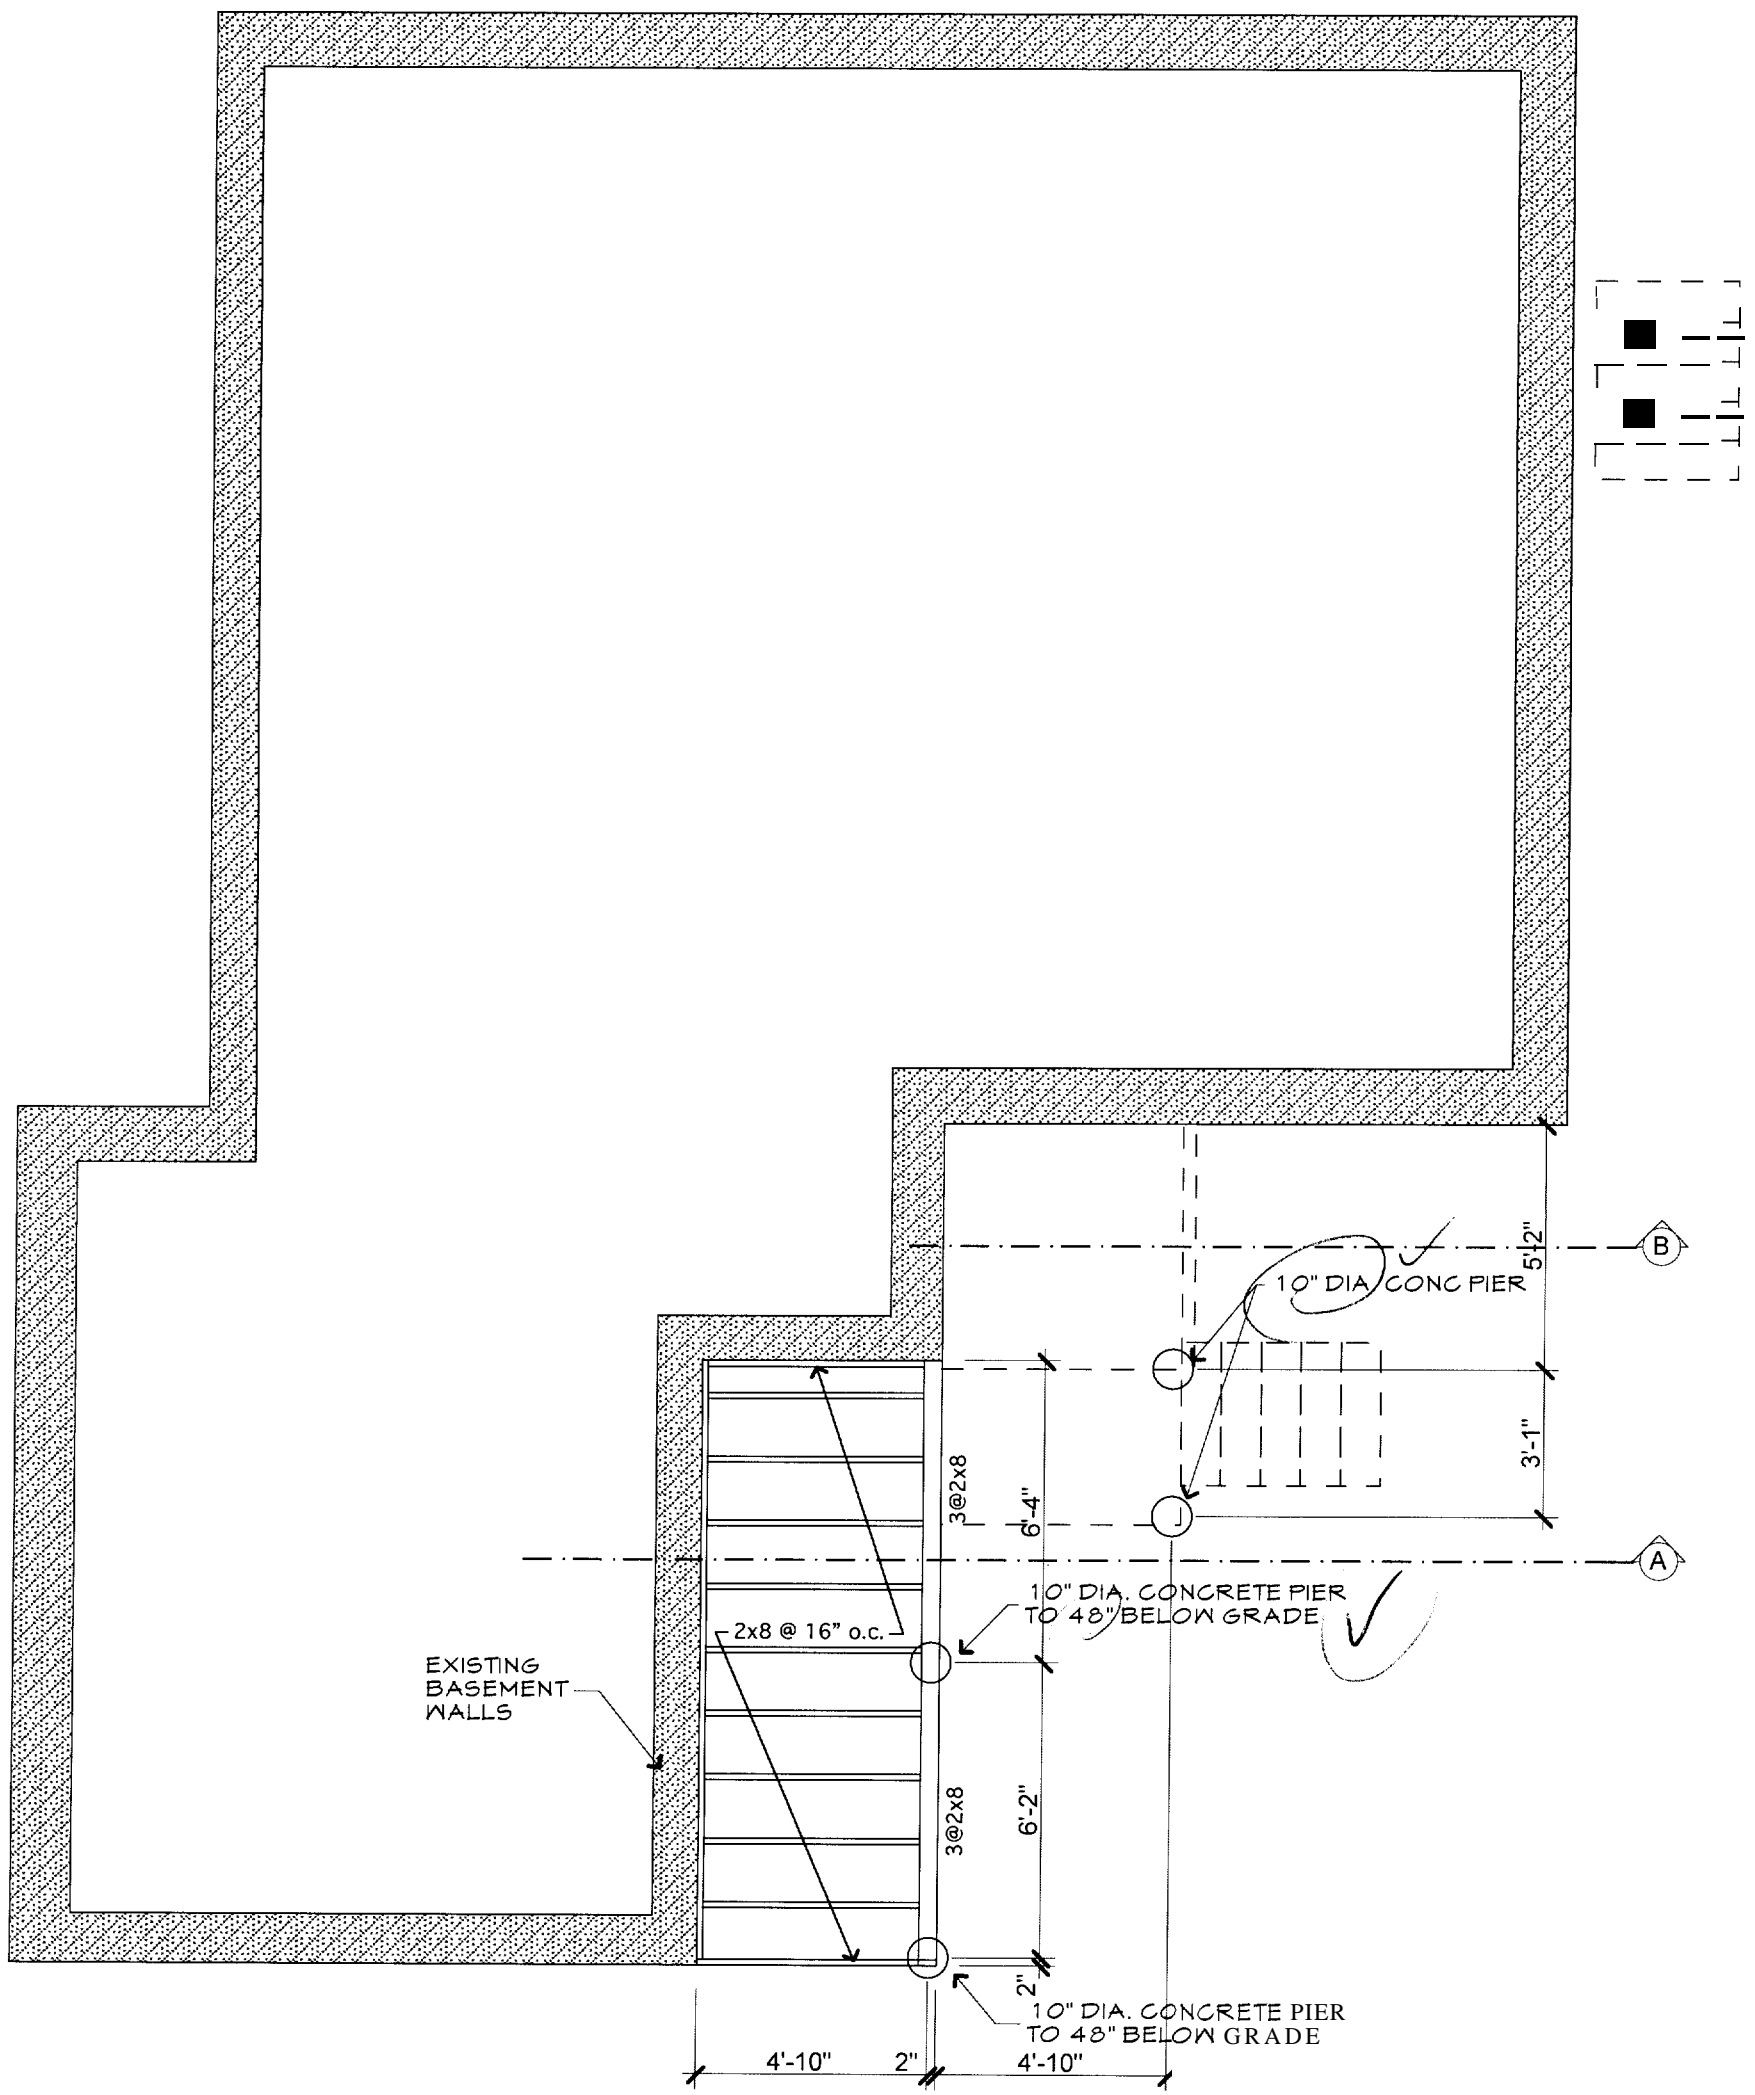 B
5'-2"
10" DIA. CONC PIER
3'-1"
3@2x8
6'-4"
A
10" DIA. CONCRETE PIER
TO 48" BELOW GRADE
2x8 @ 16" o.c.
EXISTING
BASEMENT
WALLS
3@2x8
6'-2"
2"
10" DIA. CONCRETE PIER
TO 48" BELOW GRADE
4'-10"
2"
4'-10"